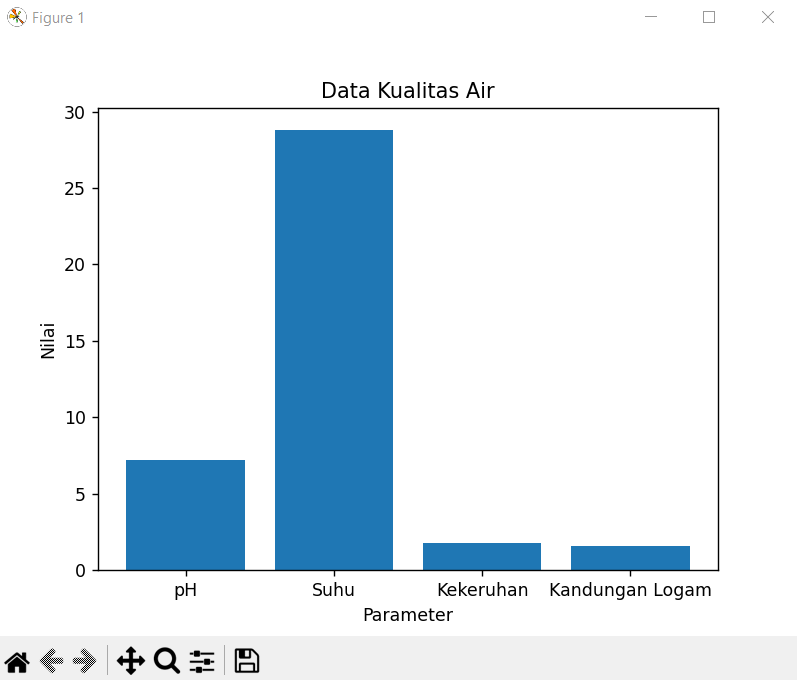 Figure 1
Data Kualitas Air
30
25
20
15
10
5
0
Nilai
pH Suhu Kekeruhan Kandungan Logam
Parameter